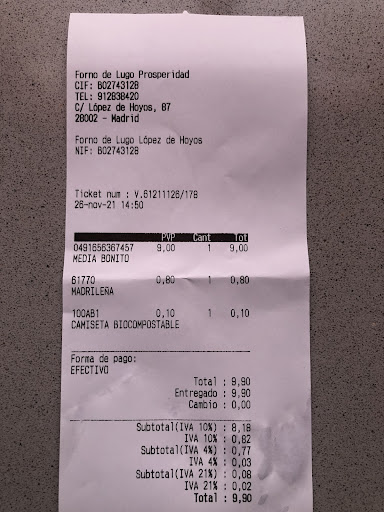 Forno de Lugo Prosperidad
CIF: B02743128
TEL: 912838420
C/ López de Hoyos, 87
28002 - Madrid
Forno de Lugo López de Hoyos
NIF: B02743128
Ticket num : V.61211126/178
26-nov-21 14:50
PVP Cant Tot
0491656367457 9,00 1 9,00
MEDIA BONITO
61770 0,80 1 0,80
MADRILEÑA
100AB1 0,10 1 0,10
CAMISETA BIOCOMPOSTABLE
Forma de pago:
EFECTIVO
Total : 9,90
Entregado : 9,90
Cambio : 0,00
Subtotal(IVA 10%) : 8,18
IVA 10% : 0,82
Subtotal(IVA 4%) : 0,77
IVA 4% : 0,03
Subtotal(IVA 21%) : 0,08
IVA 21% : 0,02
Total : 9,90